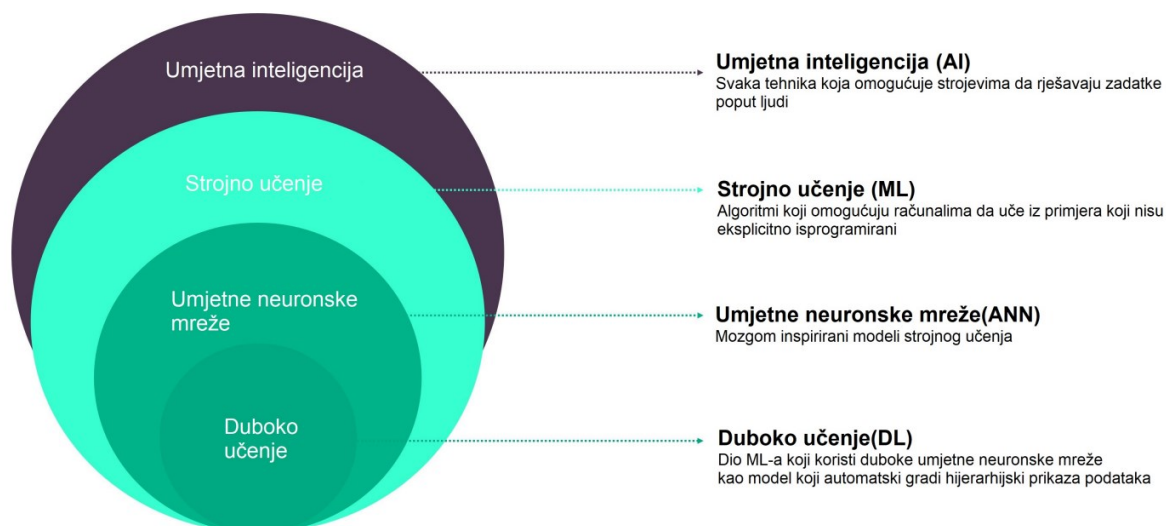 Umjetna inteligencija
Strojno učenje
Umjetne neuronske
mreže
Duboko
učenje
Umjetna inteligencija (AI)
Svaka tehnika koja omogućuje strojevima da rješavaju zadatke
poput ljudi
Strojno učenje (ML)
Algoritmi koji omogućuju računalima da uče iz primjera koji nisu
eksplicitno isprogramirani
Umjetne neuronske mreže(ANN)
Mozgom inspirirani modeli strojnog učenja
Duboko učenje(DL)
Dio ML-a koji koristi duboke umjetne neuronske mreže
kao model koji automatski gradi hijerarhijski prikaza podataka